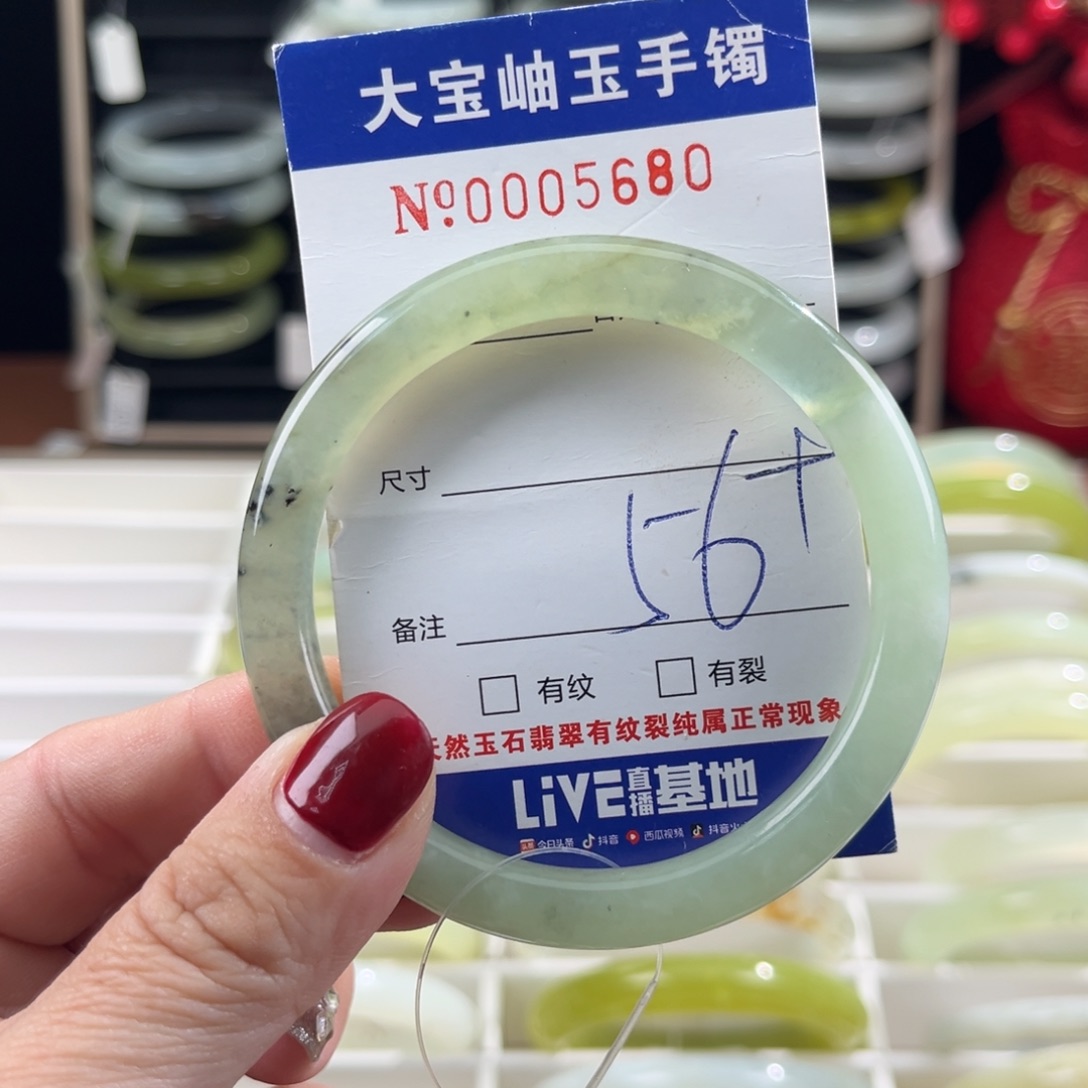 大宝岫玉手镯
Nº:0005680
尺寸
56+
备注
有纹 有裂
天然玉石翡翠有纹裂纯属正常现象
LiVE直播基地
今日头条 抖音 西瓜视频 抖音火